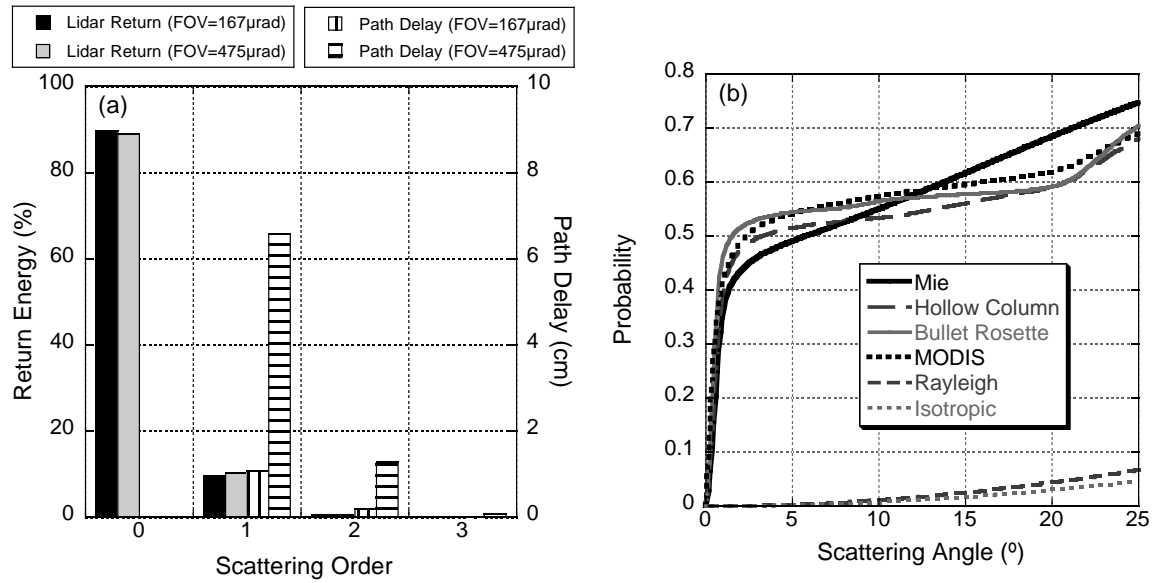 Lidar Return (FOV=167µrad)
Lidar Return (FOV=475µrad)
Path Delay (FOV=167µrad)
Path Delay (FOV=475µrad)
(a)
100
80
60
40
20
0
Return Energy (%)
10
8
6
4
2
0
Path Delay (cm)
0 1 2 3
Scattering Order
(b)
0.8
0.7
0.6
0.5
0.4
0.3
0.2
0.1
0
Probability
Mie
Hollow Column
Bullet Rosette
MODIS
Rayleigh
Isotropic
0 5 10 15 20 25
Scattering Angle (º)